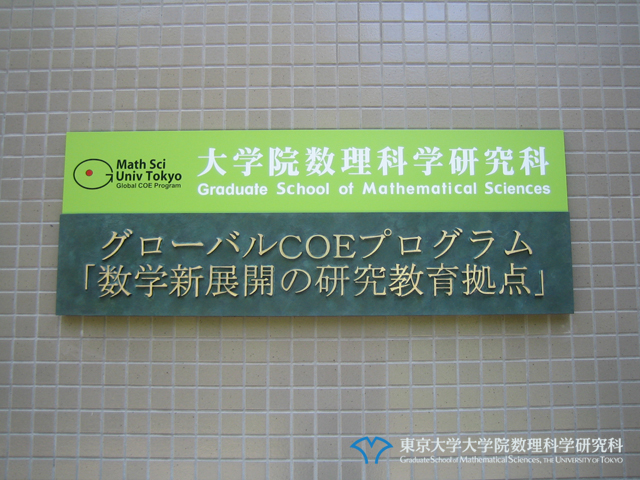 Math Sci
Univ Tokyo
Global COE Program
大学院数理科学研究科
Graduate School of Mathematical Sciences
グローバルCOEプログラム
「数学新展開の研究教育拠点」
東京大学大学院数理科学研究科
Graduate School of Mathematical Sciences, the University of Tokyo